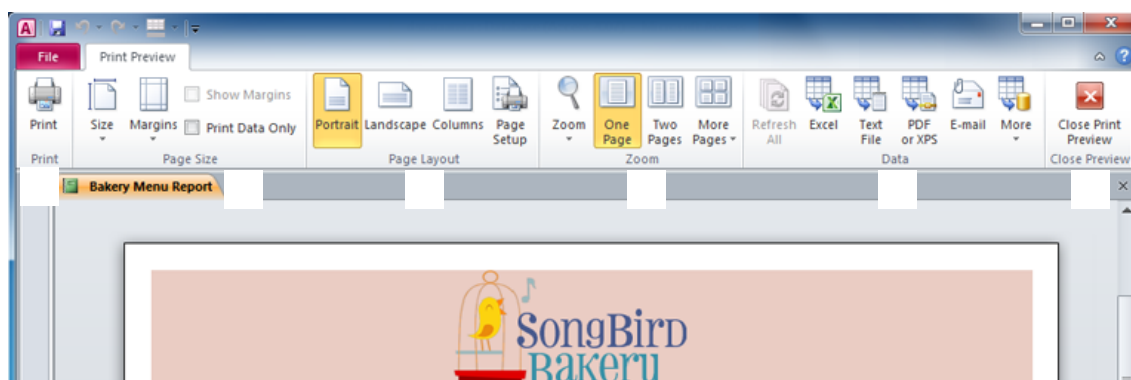 A
File Print Preview
Show Margins
Print Data Only
Print Size Margins Portrait Landscape Columns Page Setup Zoom One Page Two Pages More Pages Refresh All Excel Text File PDF or XPS E-mail More Close Print Preview
Print Page Size Page Layout Zoom Data Close Preview
Bakery Menu Report
SongBird
Bakery